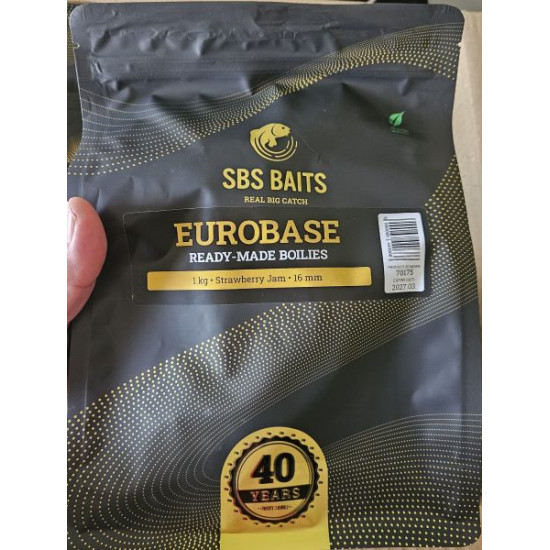 SBS BAITS
REAL BIG CATCH
EUROBASE
READY-MADE BOILIES
1 kg • Strawberry Jam • 16 mm
70175
2027.03
40
YEARS